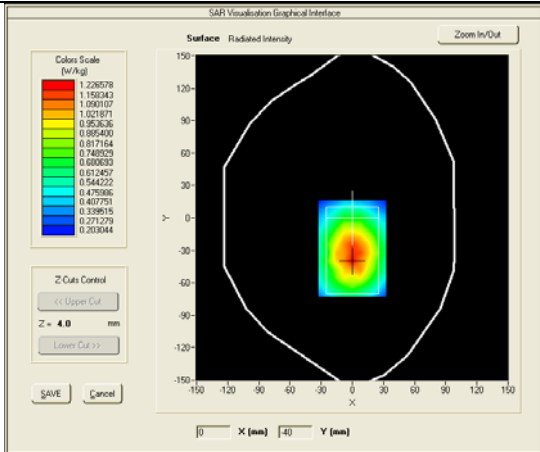 SAR Visualisation Graphical Interface
Surface Radiated Intensity
Zoom In/Out
Colors Scale
(W/kg)
1.226578
1.158343
1.090107
1.021871
0.953636
0.885400
0.817164
0.748929
0.680693
0.612457
0.544222
0.475986
0.407751
0.339515
0.271279
0.203044
Z-Cuts Control
<< Upper Cut
Z = 4.0 mm
Lower Cut >>
SAVE Cancel
150
120
90
60
30
0
-30
-60
-90
-120
-150
Y
-150 -120 -90 -60 -30 0 30 60 90 120 150
X
0 X (mm) -40 Y (mm)